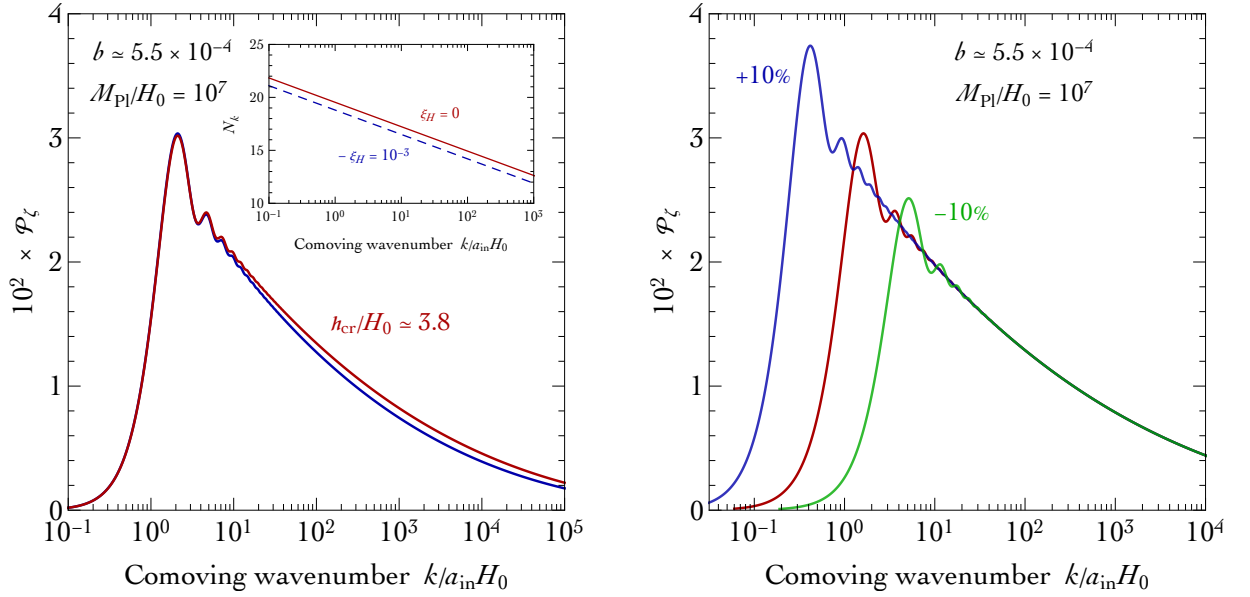 b ≃ 5.5 × 10⁻⁴
M_Pl/H₀ = 10⁷
10² × 𝒫_ζ
4
3
2
1
0
10⁻¹ 10⁰ 10¹ 10² 10³ 10⁴ 10⁵
Comoving wavenumber k/a_inH₀
h_cr/H₀ ≃ 3.8
N_k
25
20
15
10
ξ_H = 0
− ξ_H = 10⁻³
10⁻¹ 10⁰ 10¹ 10² 10³
Comoving wavenumber k/a_inH₀
b ≃ 5.5 × 10⁻⁴
M_Pl/H₀ = 10⁷
+10%
−10%
10² × 𝒫_ζ
4
3
2
1
0
10⁻¹ 10⁰ 10¹ 10² 10³ 10⁴
Comoving wavenumber k/a_inH₀